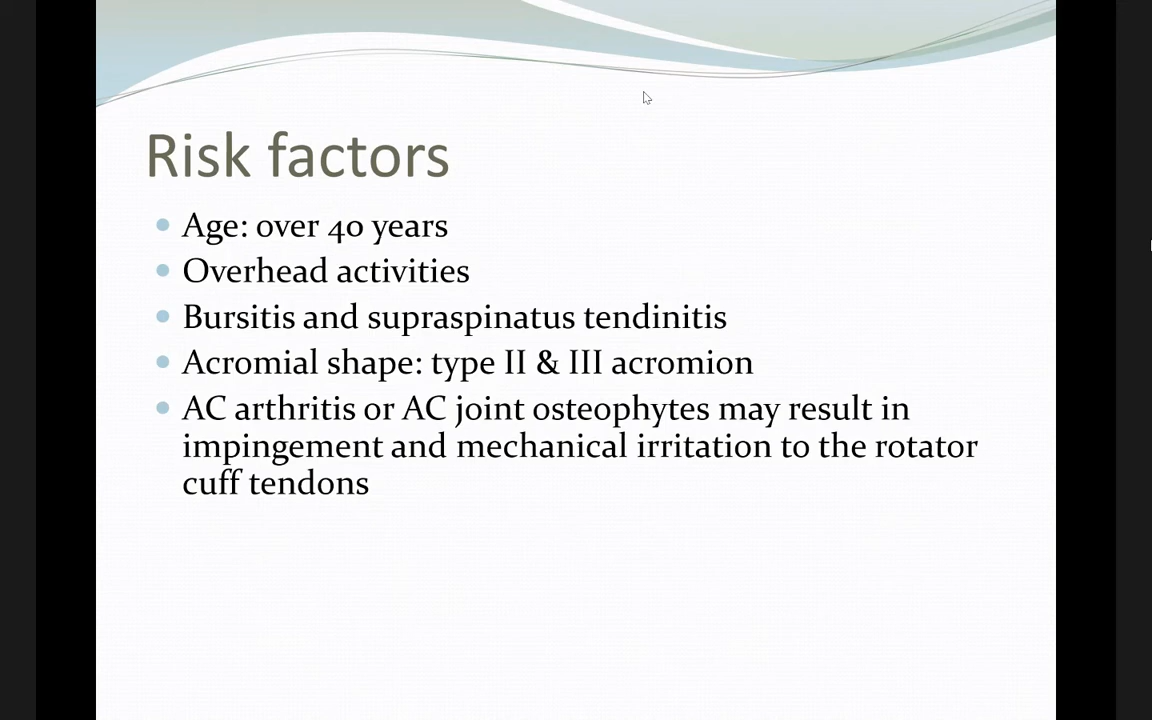 Risk factors
Age: over 40 years
Overhead activities
Bursitis and supraspinatus tendinitis
Acromial shape: type II & III acromion
AC arthritis or AC joint osteophytes may result in
impingement and mechanical irritation to the rotator
cuff tendons